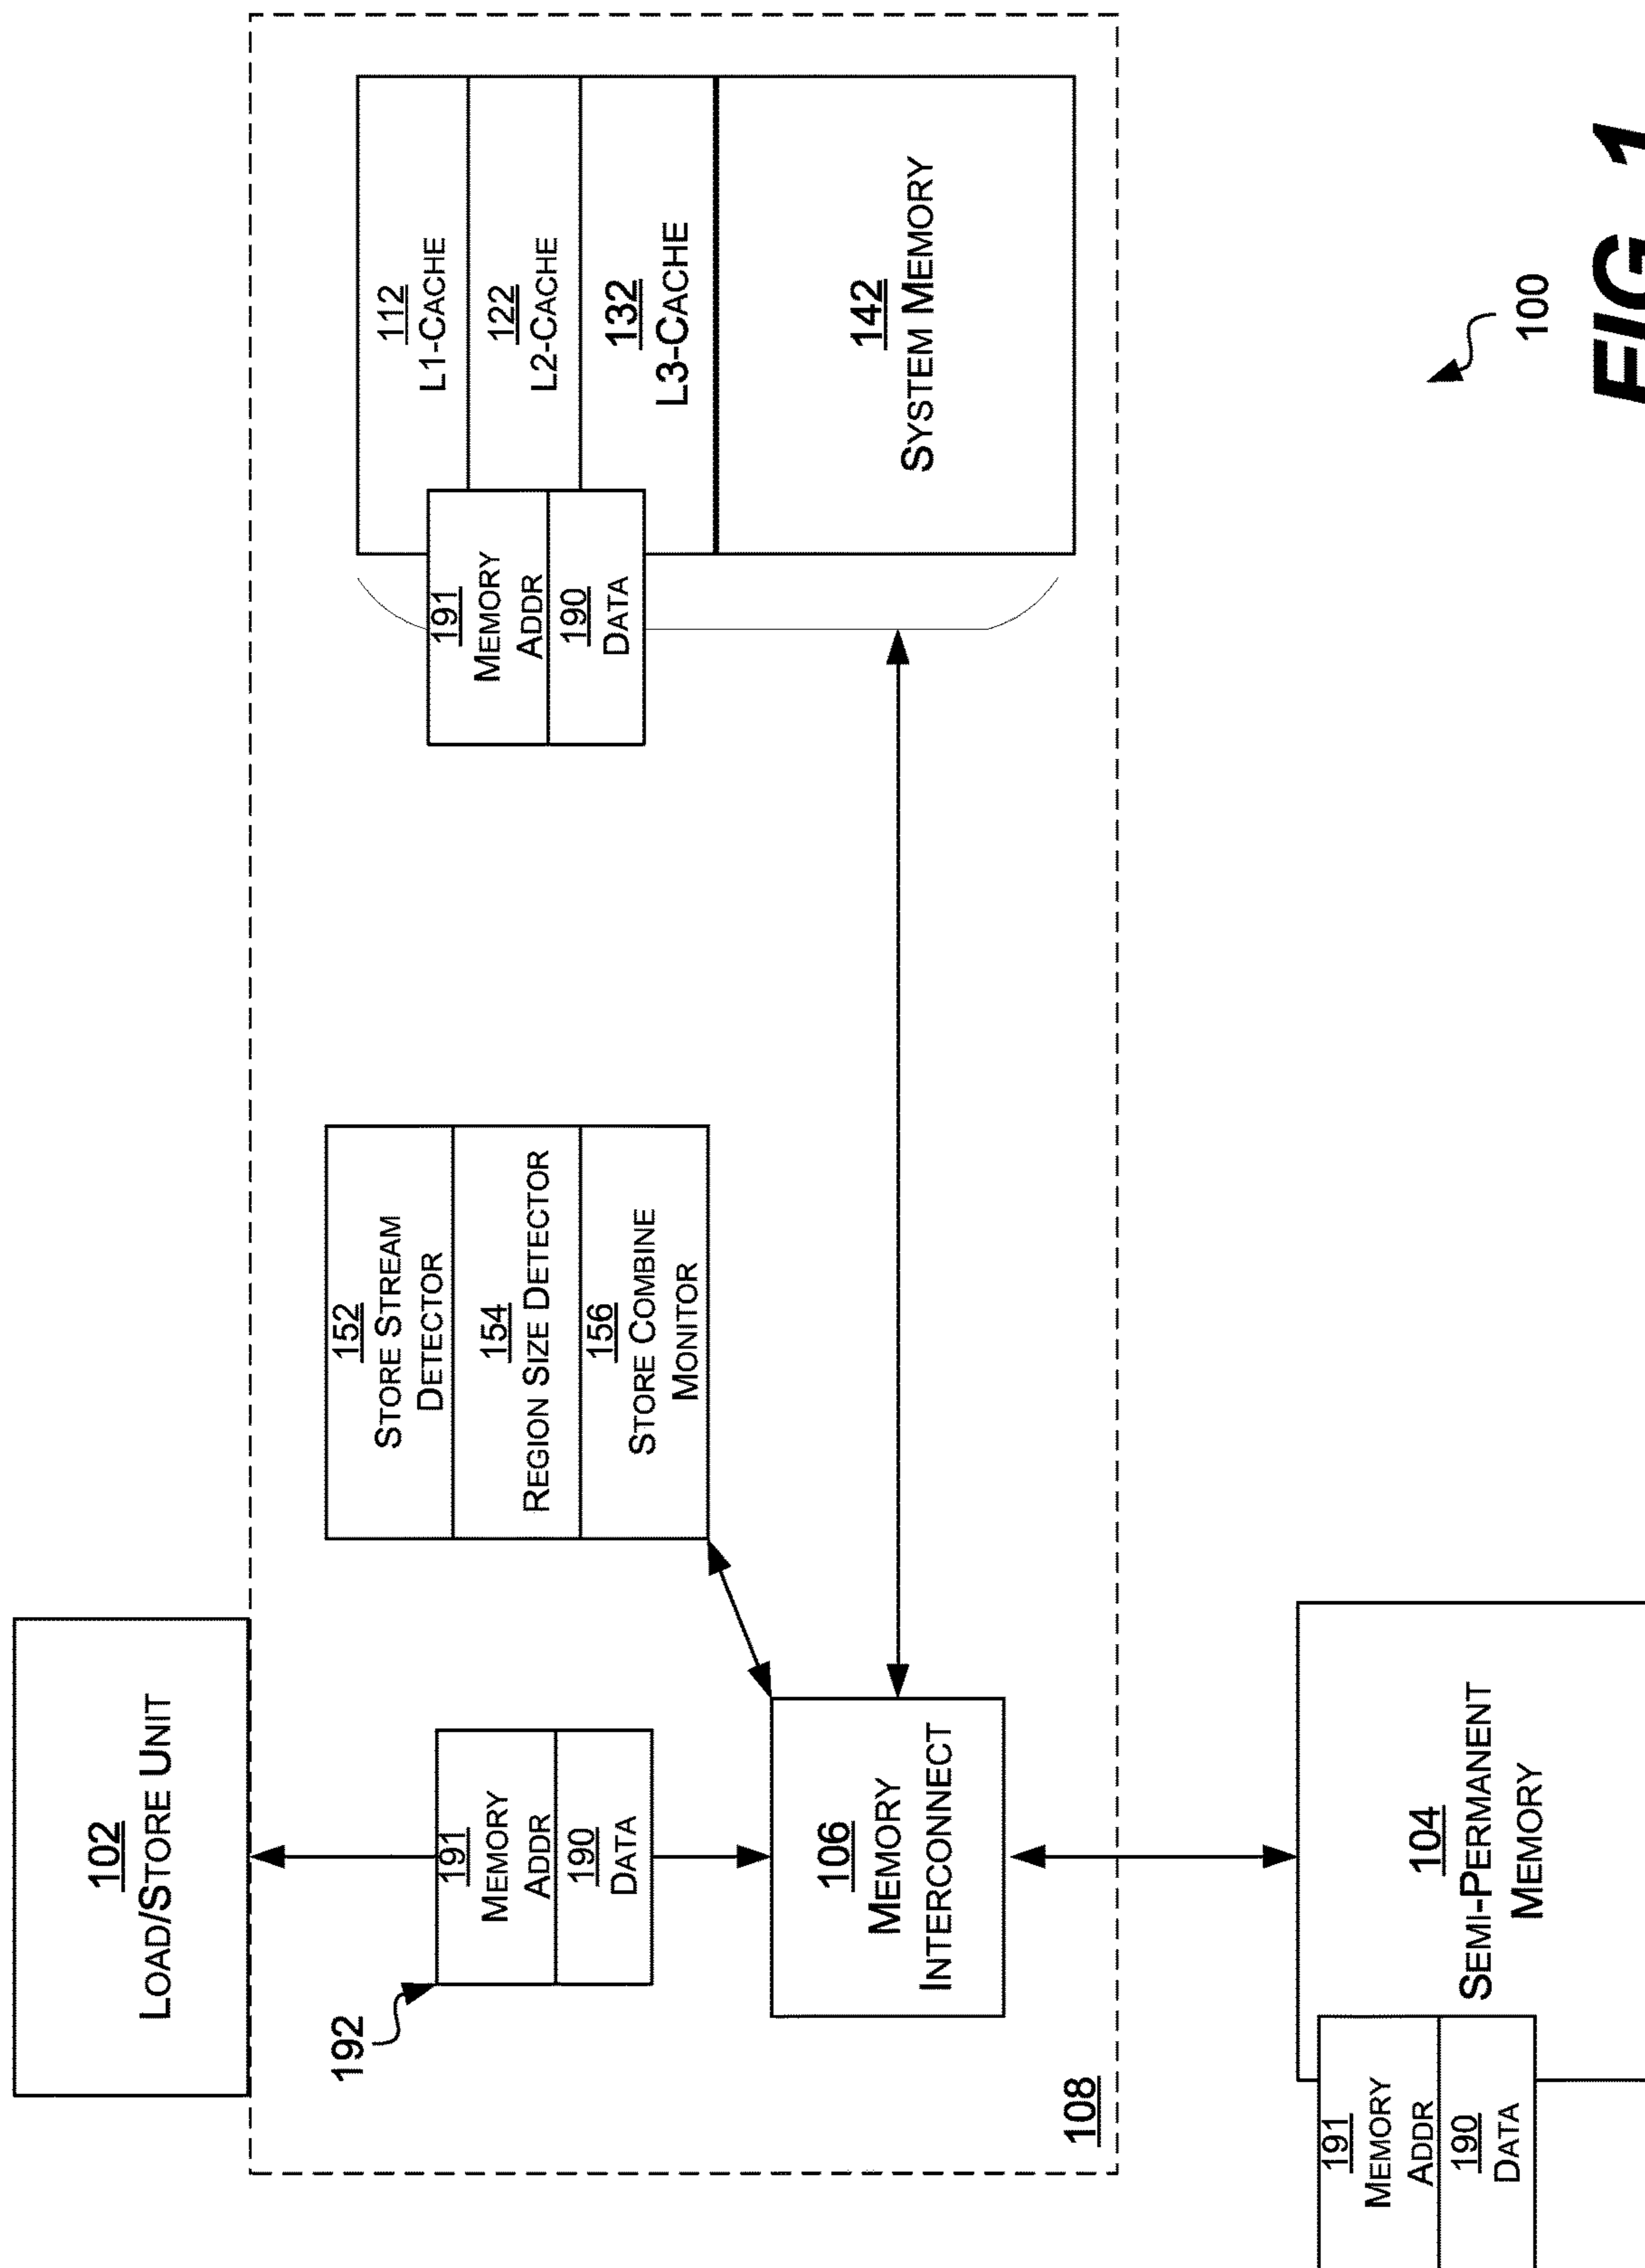 102
LOAD/STORE UNIT
192
191
MEMORY
ADDR
190
DATA
152
STORE STREAM
DETECTOR
154
REGION SIZE DETECTOR
156
STORE COMBINE
MONITOR
191
MEMORY
ADDR
190
DATA
112
L1-CACHE
122
L2-CACHE
132
L3-CACHE
142
SYSTEM MEMORY
106
MEMORY
INTERCONNECT
108
191
MEMORY
ADDR
190
DATA
104
SEMI-PERMANENT
MEMORY
100
FIG. 1